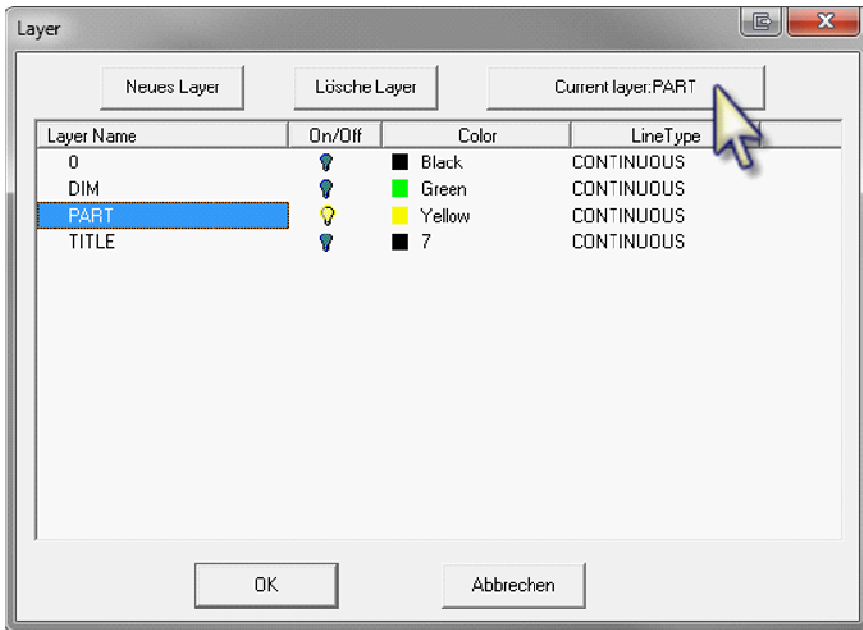 Layer
Neues Layer Lösche Layer Current layer:PART
Layer Name On/Off Color LineType
0 Black CONTINUOUS
DIM Green CONTINUOUS
PART Yellow CONTINUOUS
TITLE 7 CONTINUOUS
OK Abbrechen